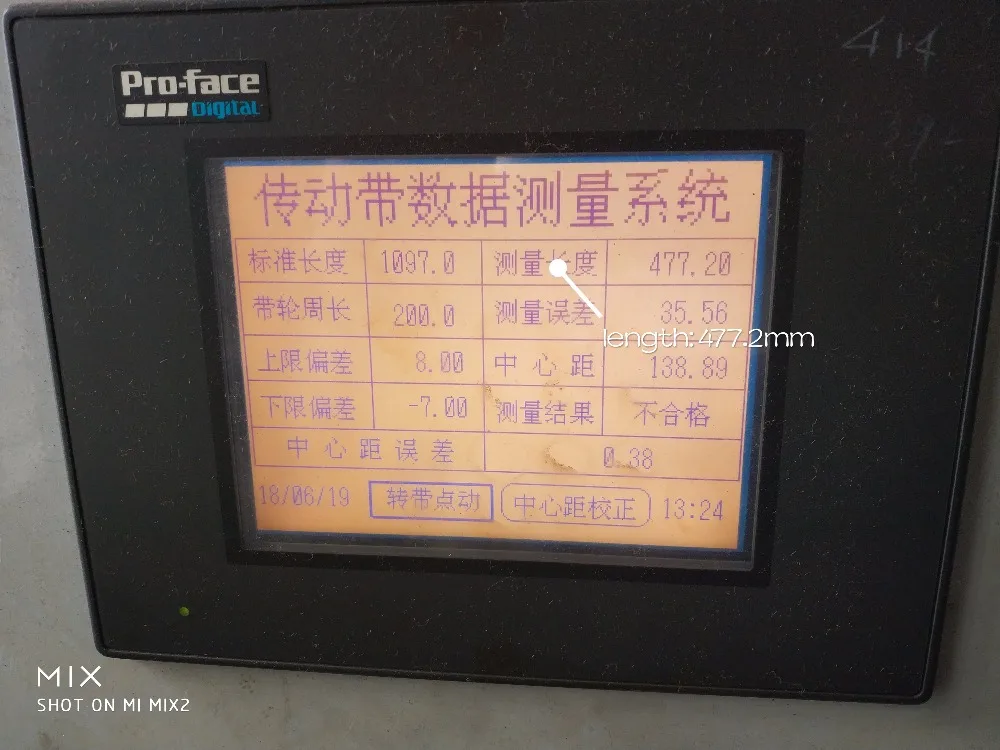 414
Pro-face
Digital
传动带数据测量系统
标准长度 1097.0 测量长度 477.20
带轮周长 200.0 测量误差 35.56
length:477.2mm
上限偏差 8.00 中心距 138.89
下限偏差 -7.00 测量结果 不合格
中心距误差 0.38
18/06/19 转带点动 中心距校正 13:24
MIX
SHOT ON MI MIX2